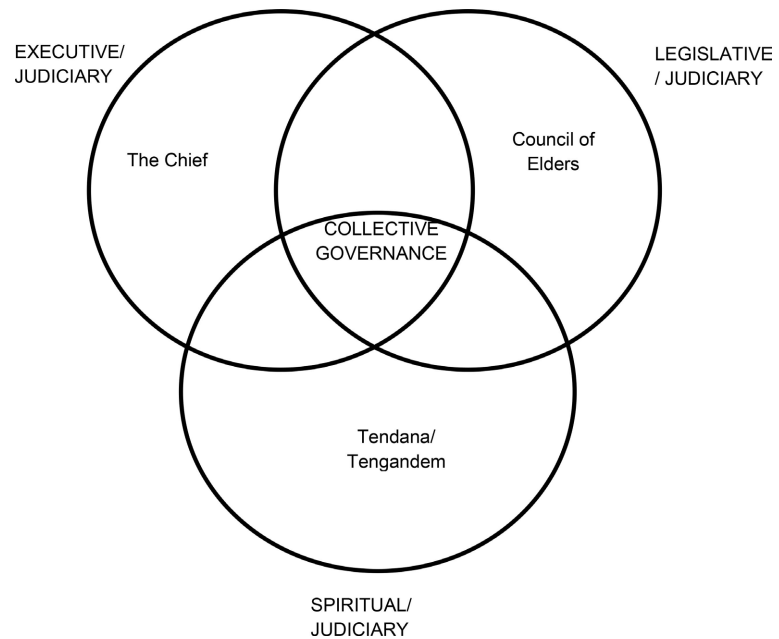 EXECUTIVE/
JUDICIARY
LEGISLATIVE
/ JUDICIARY
The Chief
Council of
Elders
COLLECTIVE
GOVERNANCE
Tendana/
Tengandem
SPIRITUAL/
JUDICIARY